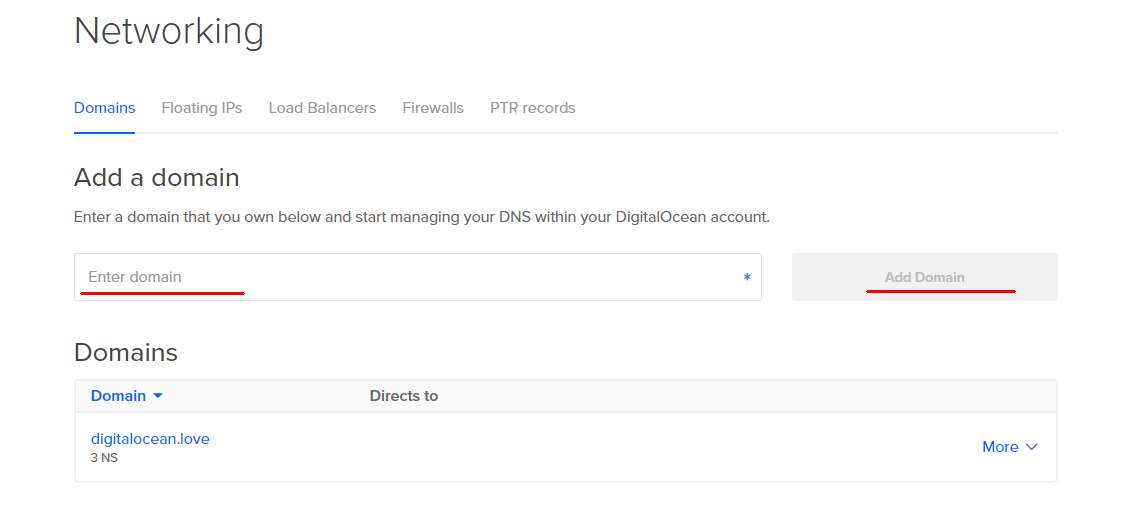 Networking
Domains Floating IPs Load Balancers Firewalls PTR records
Add a domain
Enter a domain that you own below and start managing your DNS within your DigitalOcean account.
Enter domain * Add Domain
Domains
Domain Directs to
digitalocean.love
3 NS
More